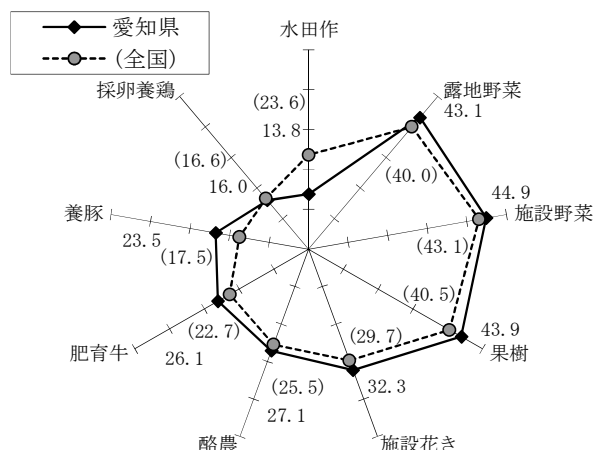 愛知県
(全国)
水田作
(23.6)
13.8
露地野菜
43.1
(40.0)
44.9
施設野菜
(43.1)
(40.5)
43.9
果樹
(29.7)
32.3
施設花き
(25.5)
27.1
酪農
(22.7)
26.1
肥育牛
養豚
23.5
(17.5)
採卵養鶏
(16.6)
16.0